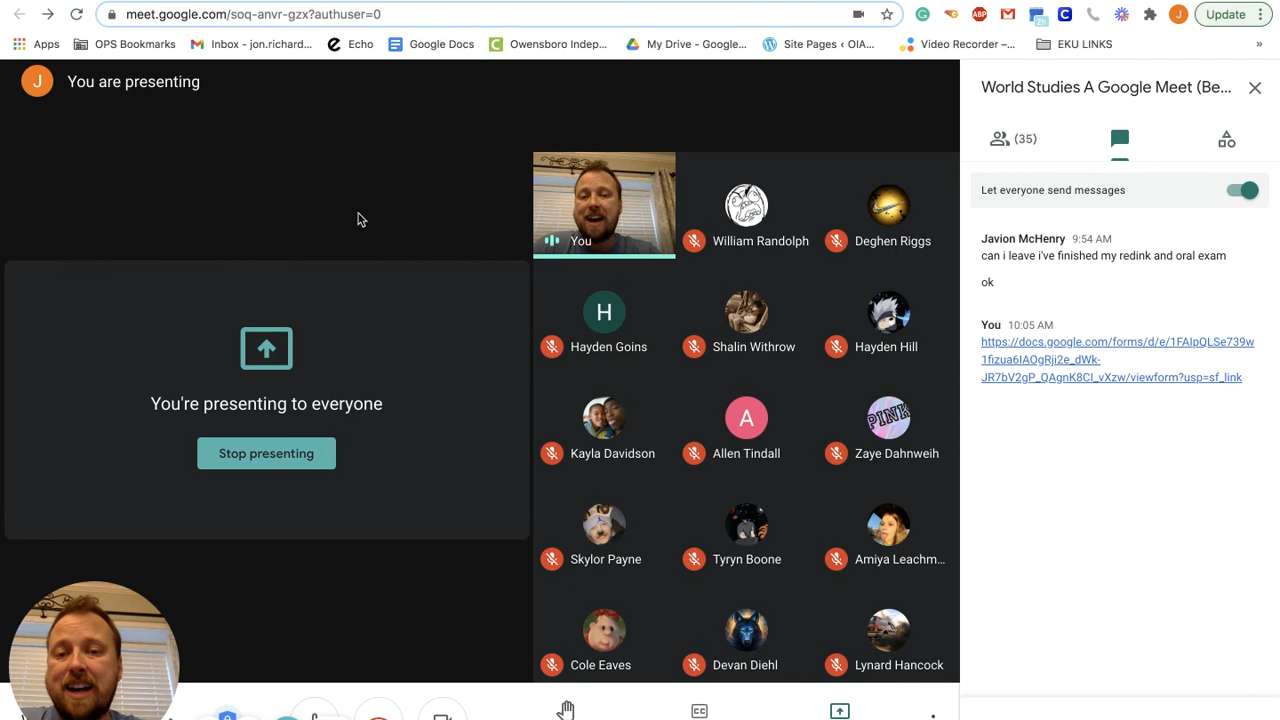 meet.google.com/soq-anvr-gzx?authuser=0
ABP
2h
J
Update
Apps
OPS Bookmarks
Inbox - jon.richard...
Echo
Google Docs
Owensboro Indep...
My Drive - Google...
Site Pages ‹ OIA...
Video Recorder –...
EKU LINKS
»
J
You are presenting
World Studies A Google Meet (Be...
(35)
Let everyone send messages
You
William Randolph
Deghen Riggs
Javion McHenry 9:54 AM
can i leave i've finished my redink and oral exam
ok
H
Hayden Goins
Shalin Withrow
Hayden Hill
You 10:05 AM
https://docs.google.com/forms/d/e/1FAIpQLSe739w
1fizua6IAOgRji2e_dWk-
JR7bV2gP_QAgnK8CI_vXzw/viewform?usp=sf_link
You're presenting to everyone
Stop presenting
A
PINK
Kayla Davidson
Allen Tindall
Zaye Dahnweih
Skylor Payne
Tyryn Boone
Amiya Leachm...
Cole Eaves
Devan Diehl
Lynard Hancock
CC